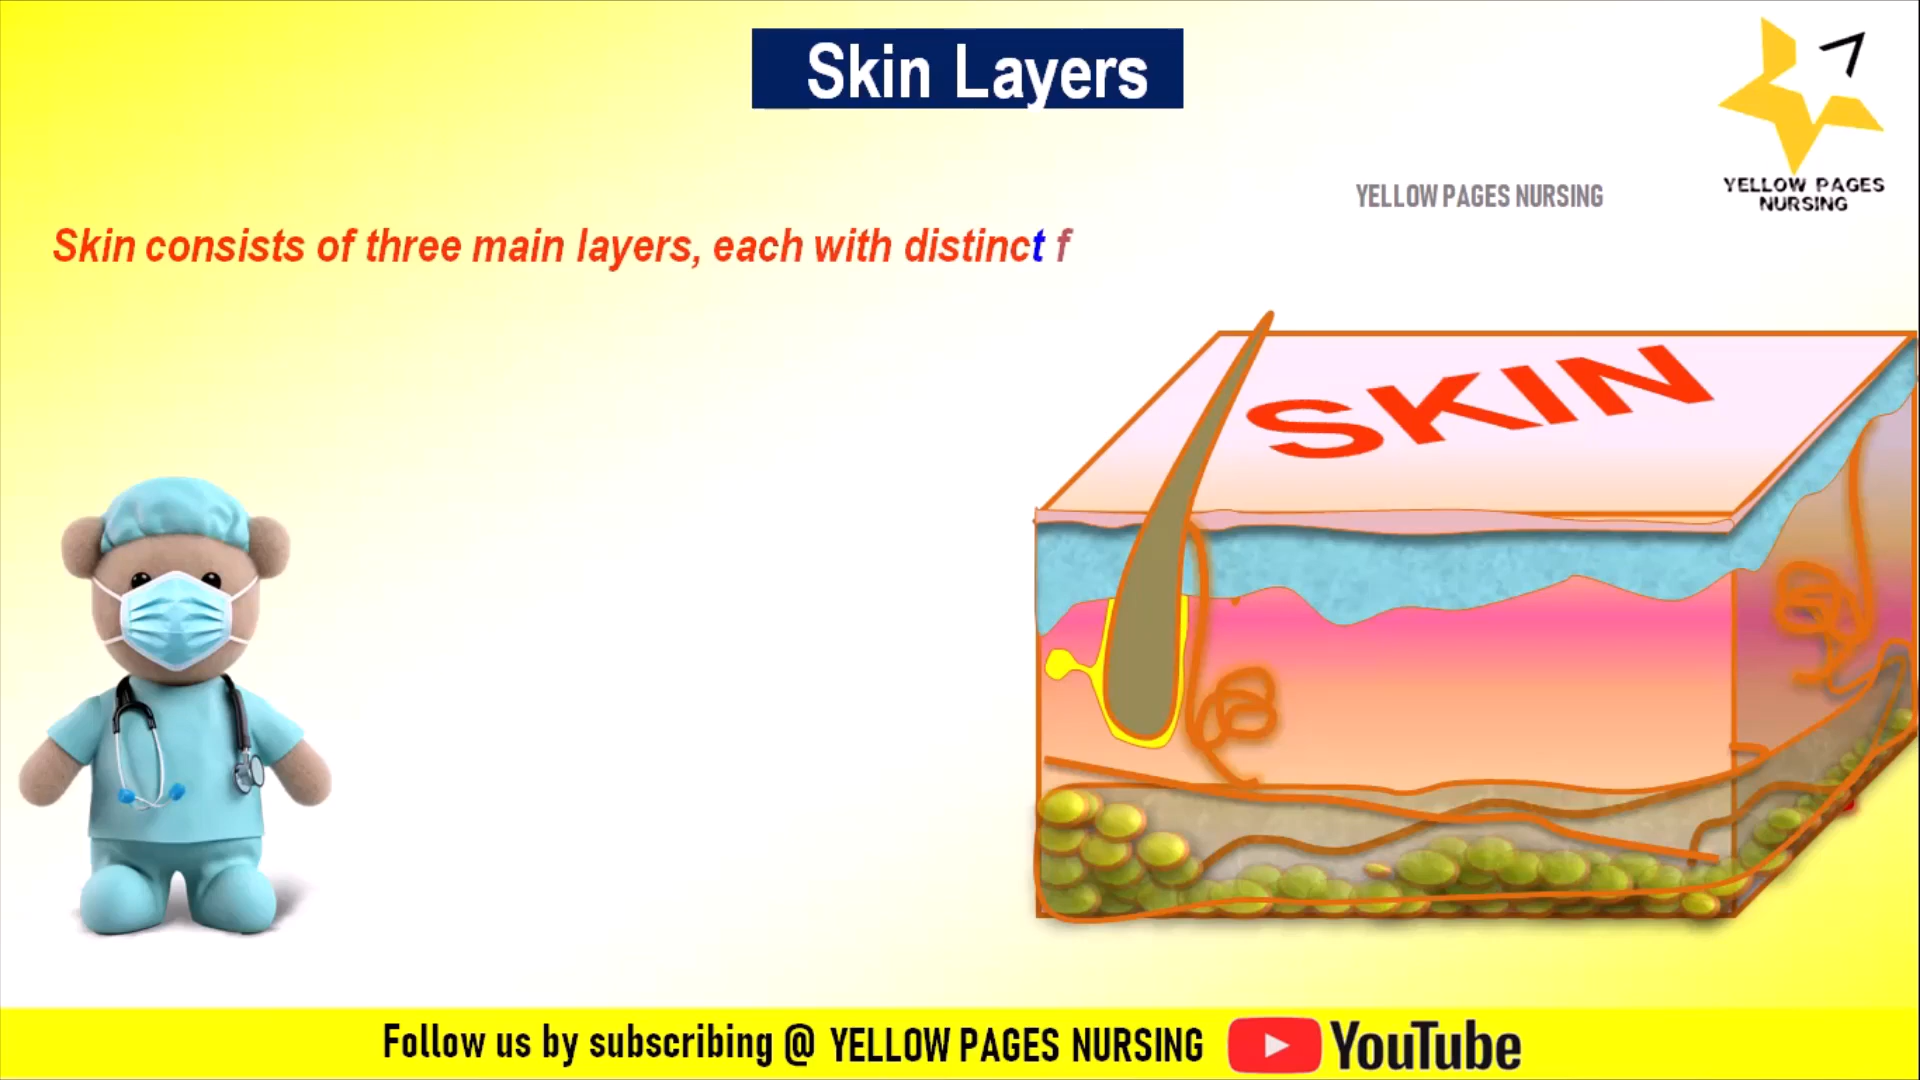 Skin Layers
YELLOW PAGES NURSING
YELLOW PAGES
NURSING
Skin consists of three main layers, each with distinct f
SKIN
Follow us by subscribing @ YELLOW PAGES NURSING YouTube